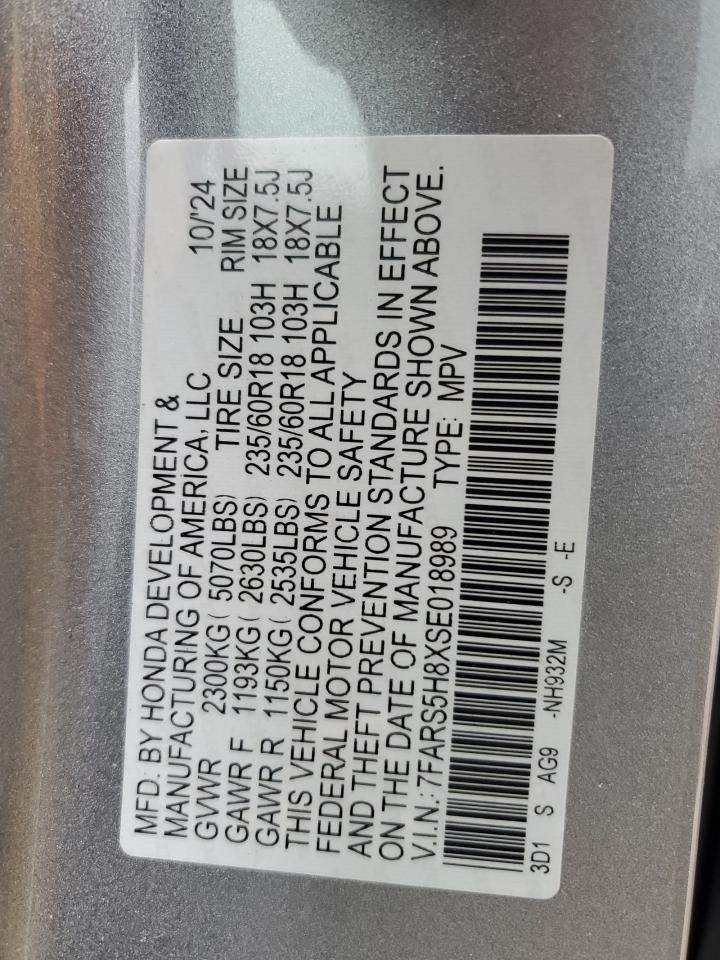 MFD. BY HONDA DEVELOPMENT &
MANUFACTURING OF AMERICA, LLC 10/'24
GVWR 2300KG( 5070LBS) TIRE SIZE RIM SIZE
GAWR F 1193KG( 2630LBS) 235/60R18 103H 18X7.5J
GAWR R 1150KG( 2535LBS) 235/60R18 103H 18X7.5J
THIS VEHICLE CONFORMS TO ALL APPLICABLE
FEDERAL MOTOR VEHICLE SAFETY
AND THEFT PREVENTION STANDARDS IN EFFECT
ON THE DATE OF MANUFACTURE SHOWN ABOVE.
V.I.N.: 7FARS5H8XSE018989 TYPE: MPV
3D1 S AG9 -NH932M -S -E